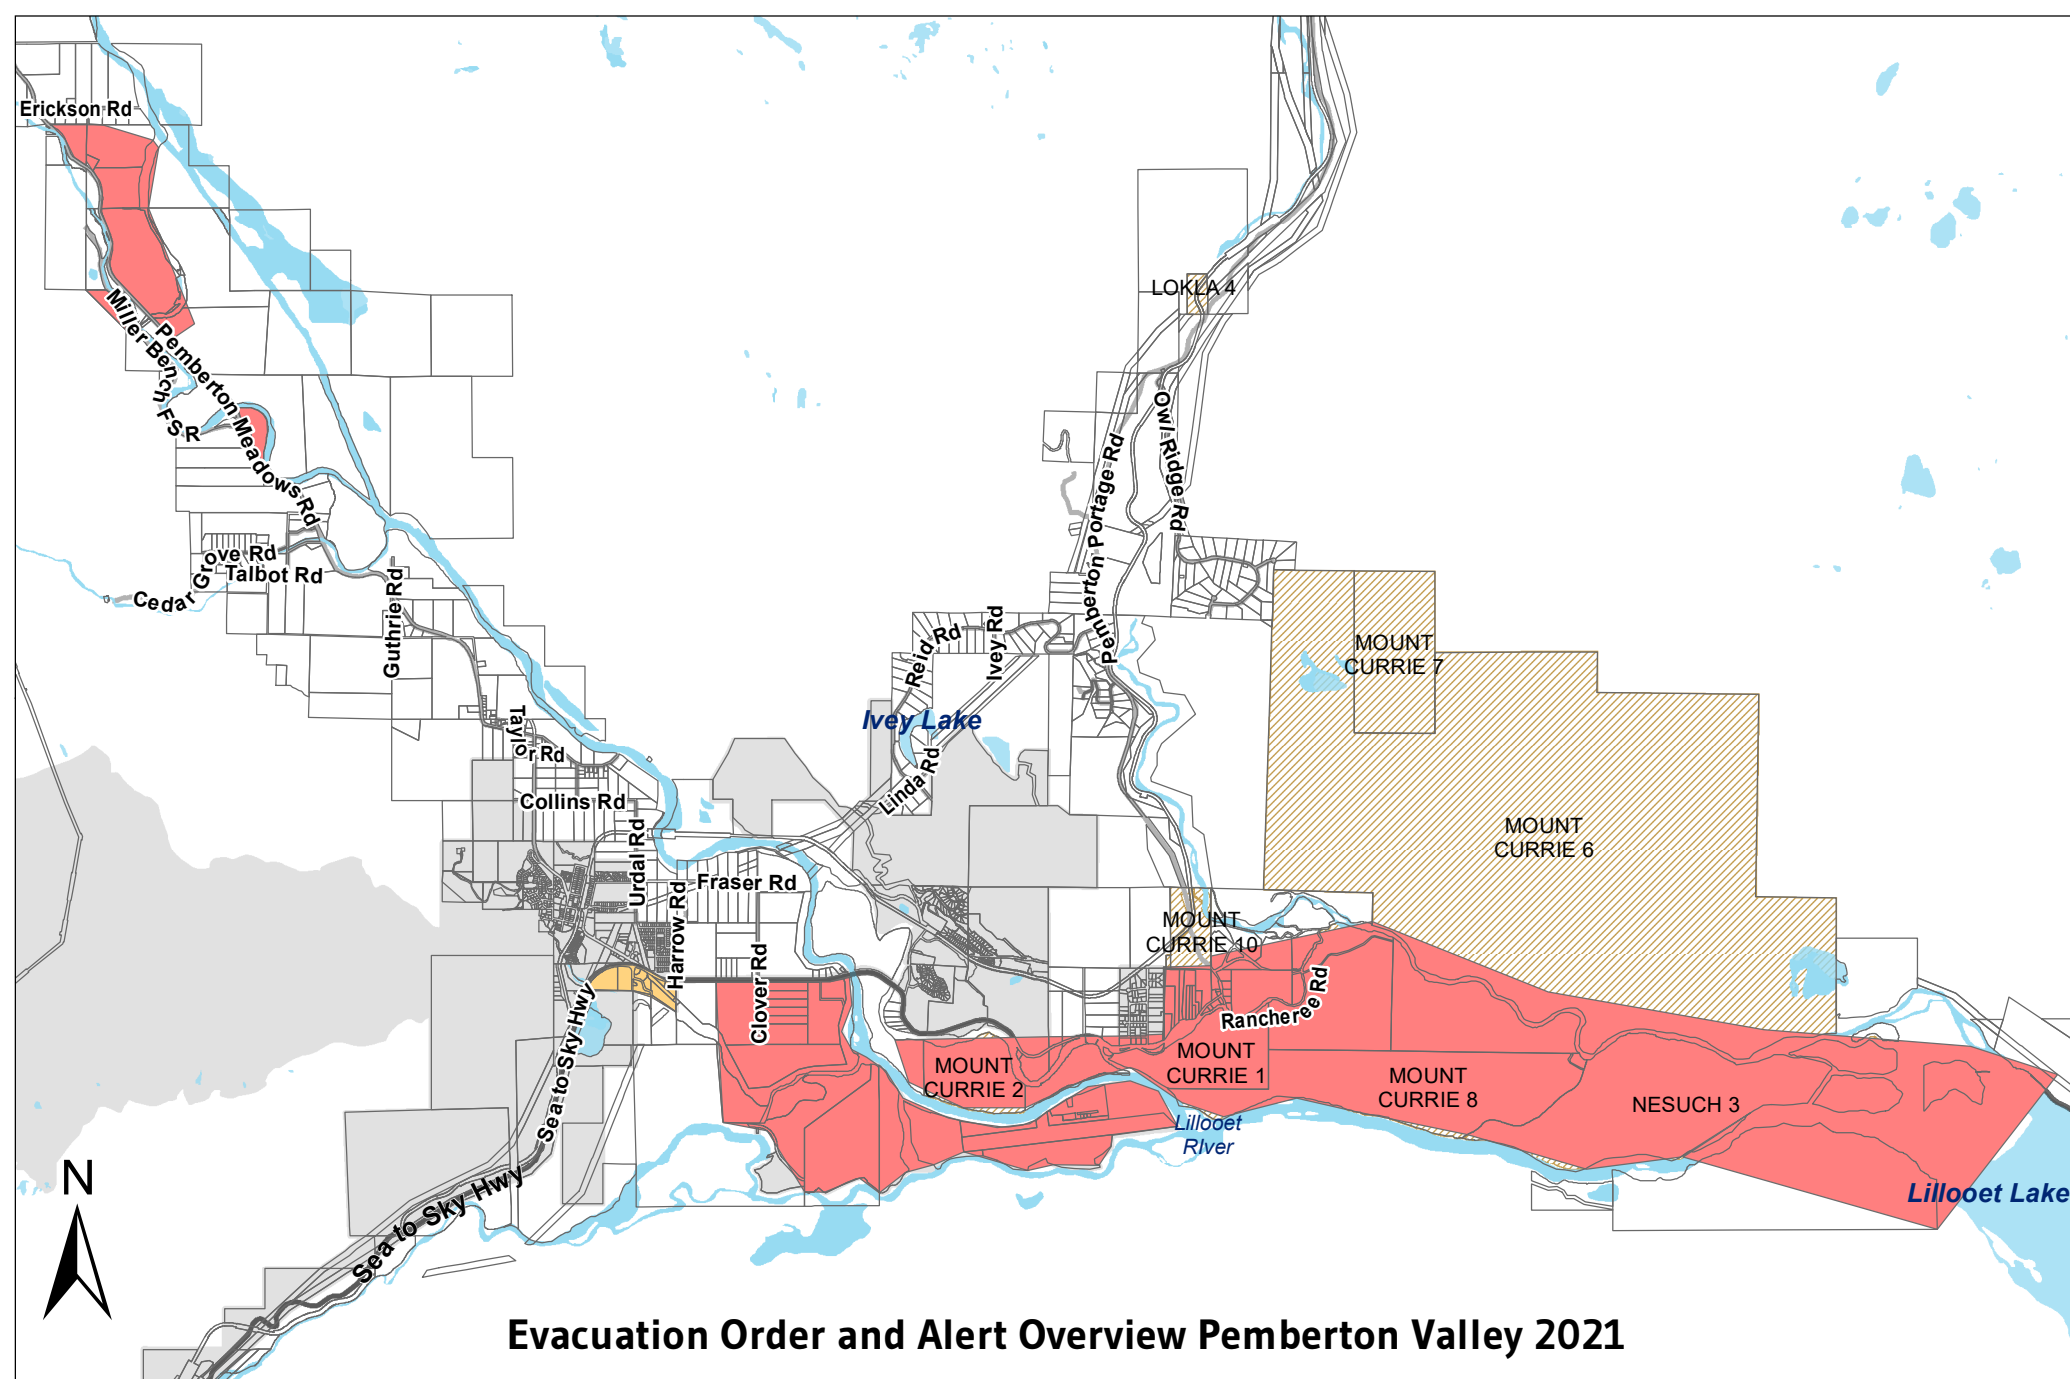 Erickson Rd
LOKLA 4
Miller Bench FSR
Pemberton Meadows Rd
Owl Ridge Rd
Pemberton Portage Rd
Cedar Grove Rd
Talbot Rd
Guthrie Rd
Reid Rd
Ivey Rd
MOUNT
CURRIE 7
Ivey Lake
Taylor Rd
Linda Rd
Collins Rd
Urdal Rd
MOUNT
CURRIE 6
Fraser Rd
Harrow Rd
MOUNT
CURRIE 10
Clover Rd
Rancheree Rd
Sea to Sky Hwy
MOUNT
CURRIE 2
MOUNT
CURRIE 1
MOUNT
CURRIE 8
NESUCH 3
Lillooet
RIver
N
Sea to Sky Hwy
Lillooet Lake
Evacuation Order and Alert Overview Pemberton Valley 2021